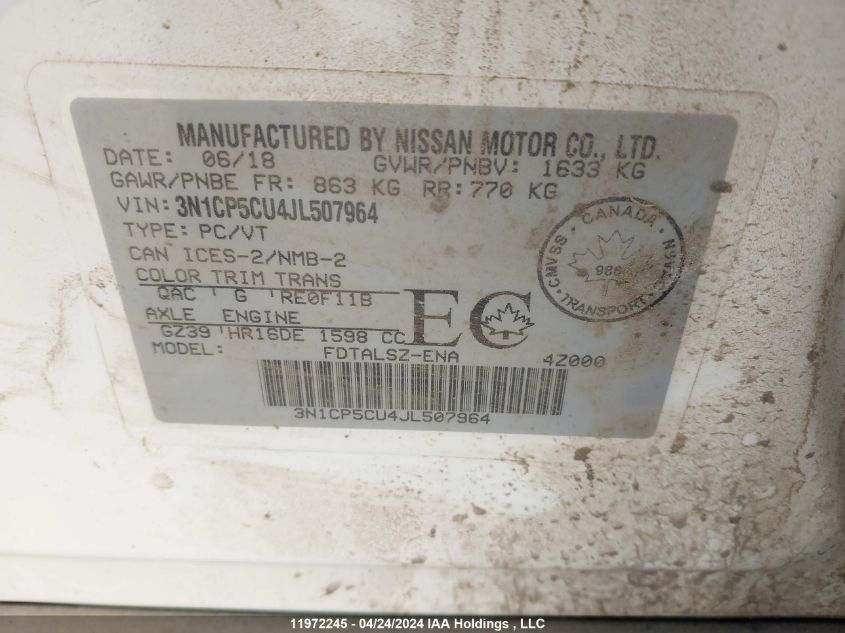 MANUFACTURED BY NISSAN MOTOR CO., LTD.
DATE: 06/18 GVWR/PNBV: 1633 KG
GAWR/PNBE FR: 863 KG RR: 770 KG
VIN: 3N1CP5CU4JL507964
TYPE: PC/VT
CAN ICES-2/NMB-2
COLOR TRIM TRANS
QAC G RE0F11B
AXLE ENGINE
GZ39 HR16DE 1598 CC
MODEL: FDTALSZ-ENA 4Z000
EC
CANADA
CMVSS NSVAC
986
TRANSPORT
3N1CP5CU4JL507964
11972245 - 04/24/2024 IAA Holdings , LLC